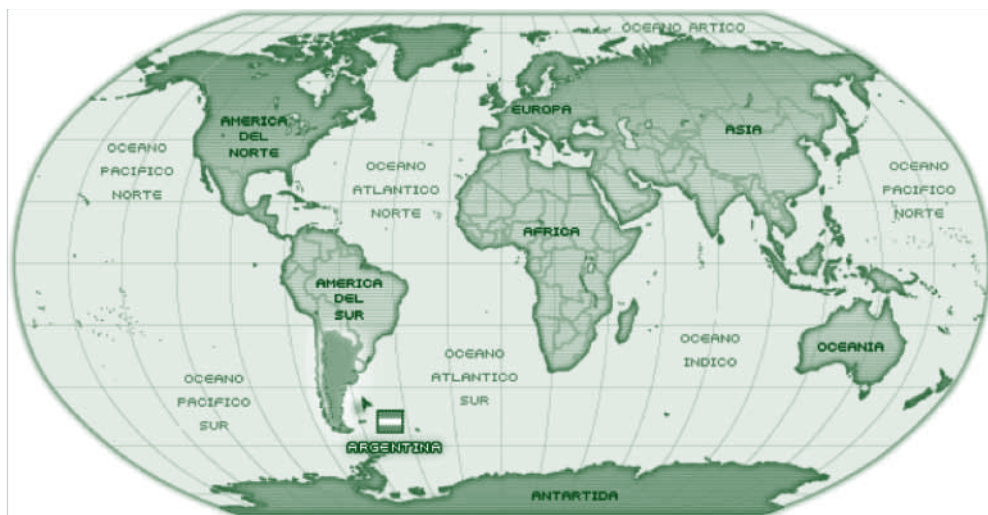 OCEANO ARTICO
EUROPA
AMERICA
DEL
NORTE
ASIA
OCEANO
PACIFICO
NORTE
OCEANO
ATLANTICO
NORTE
OCEANO
PACIFICO
NORTE
AFRICA
AMERICA
DEL
SUR
OCEANO
INDICO
OCEANIA
OCEANO
ATLANTICO
SUR
OCEANO
PACIFICO
SUR
ARGENTINA
ANTARTIDA